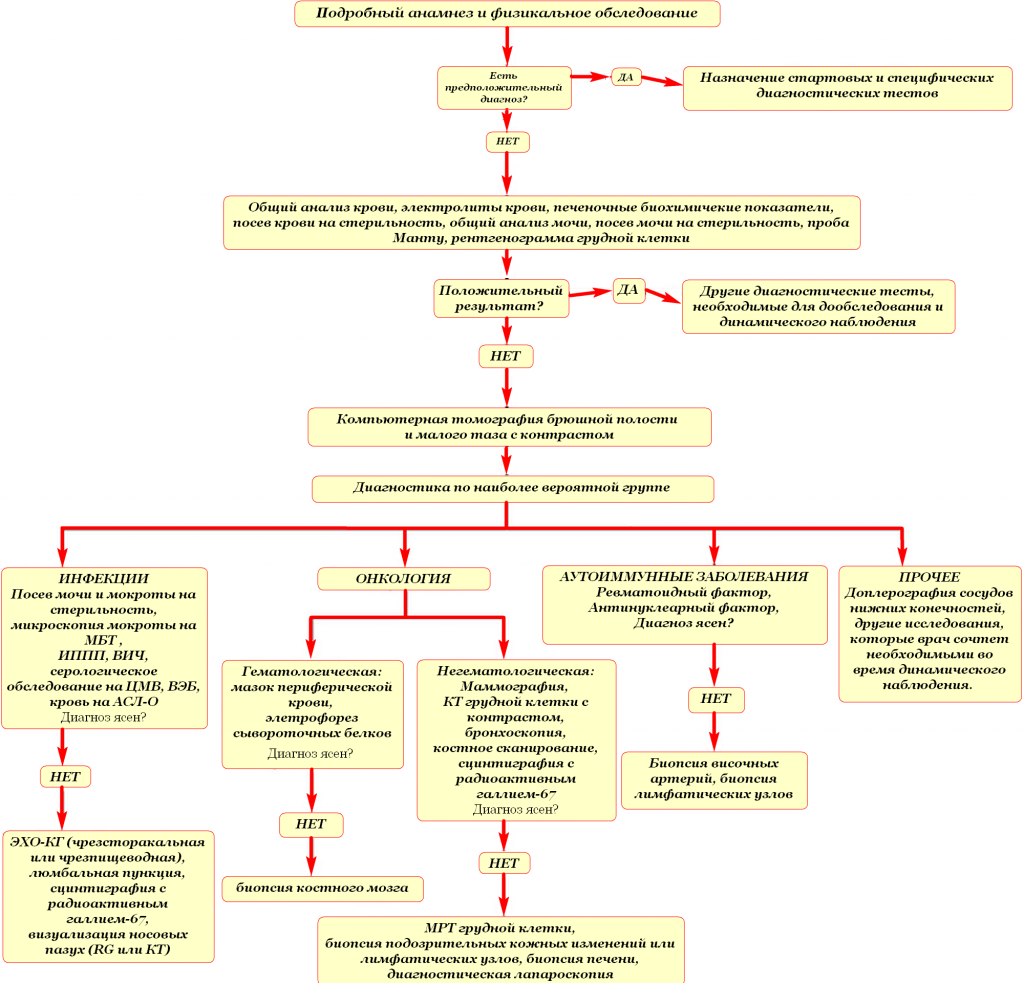 Подробный анамнез и физикальное обследование
Есть
предположительный
диагноз?
ДА
Назначение стартовых и специфических
диагностических тестов
НЕТ
Общий анализ крови, электролиты крови, печеночные биохимичекие показатели,
посев крови на стерильность, общий анализ мочи, посев мочи на стерильность, проба
Манту, рентгенограмма грудной клетки
Положительный
результат?
ДА
Другие диагностические тесты,
необходимые для дообследования и
динамического наблюдения
НЕТ
Компьютерная томография брюшной полости
и малого таза с контрастом
Диагностика по наиболее вероятной группе
ИНФЕКЦИИ
Посев мочи и мокроты на
стерильность,
микроскопия мокроты на
МБТ ,
ИППП, ВИЧ,
серологическое
обследование на ЦМВ, ВЭБ,
кровь на АСЛ-О
Диагноз ясен?
НЕТ
ЭХО-КГ (чрезсторакальная
или чрезпищеводная),
люмбальная пункция,
сцинтиграфия с
радиоактивным
галлием-67,
визуализация носовых
пазух (RG или КТ)
ОНКОЛОГИЯ
Гематологическая:
мазок периферической
крови,
элетрофорез
сывороточных белков
Диагноз ясен?
НЕТ
биопсия костного мозга
Негематологическая:
Маммография,
КТ грудной клетки с
контрастом,
бронхоскопия,
костное сканирование,
сцинтиграфия с
радиоактивным
галлием-67
Диагноз ясен?
НЕТ
МРТ грудной клетки,
биопсия подозрительных кожных изменений или
лимфатических узлов, биопсия печени,
диагностическая лапароскопия
АУТОИММУННЫЕ ЗАБОЛЕВАНИЯ
Ревматоидный фактор,
Антинуклеарный фактор,
Диагноз ясен?
НЕТ
Биопсия височных
артерий, биопсия
лимфатических узлов
ПРОЧЕЕ
Доплерография сосудов
нижних конечностей,
другие исследования,
которые врач сочтет
необходимыми во
время динамического
наблюдения.